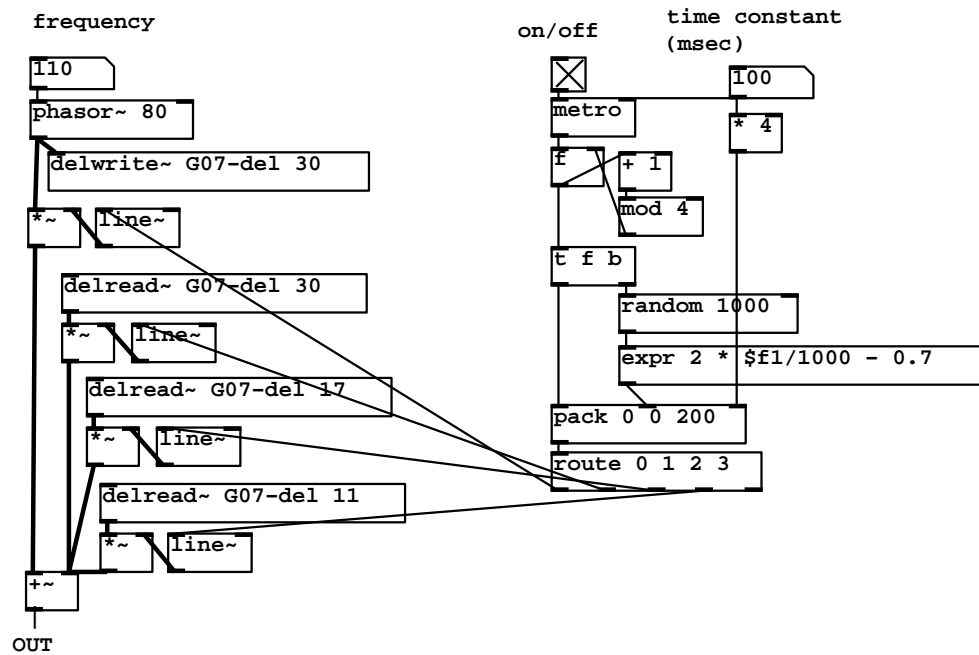 frequency
on/off
time constant
(msec)
110
100
phasor~ 80
metro
* 4
delwrite~ G07-del 30
f
+ 1
mod 4
*~
line~
t f b
delread~ G07-del 30
random 1000
*~
line~
expr 2 * $f1/1000 - 0.7
delread~ G07-del 17
pack 0 0 200
*~
line~
route 0 1 2 3
delread~ G07-del 11
*~
line~
+~
OUT